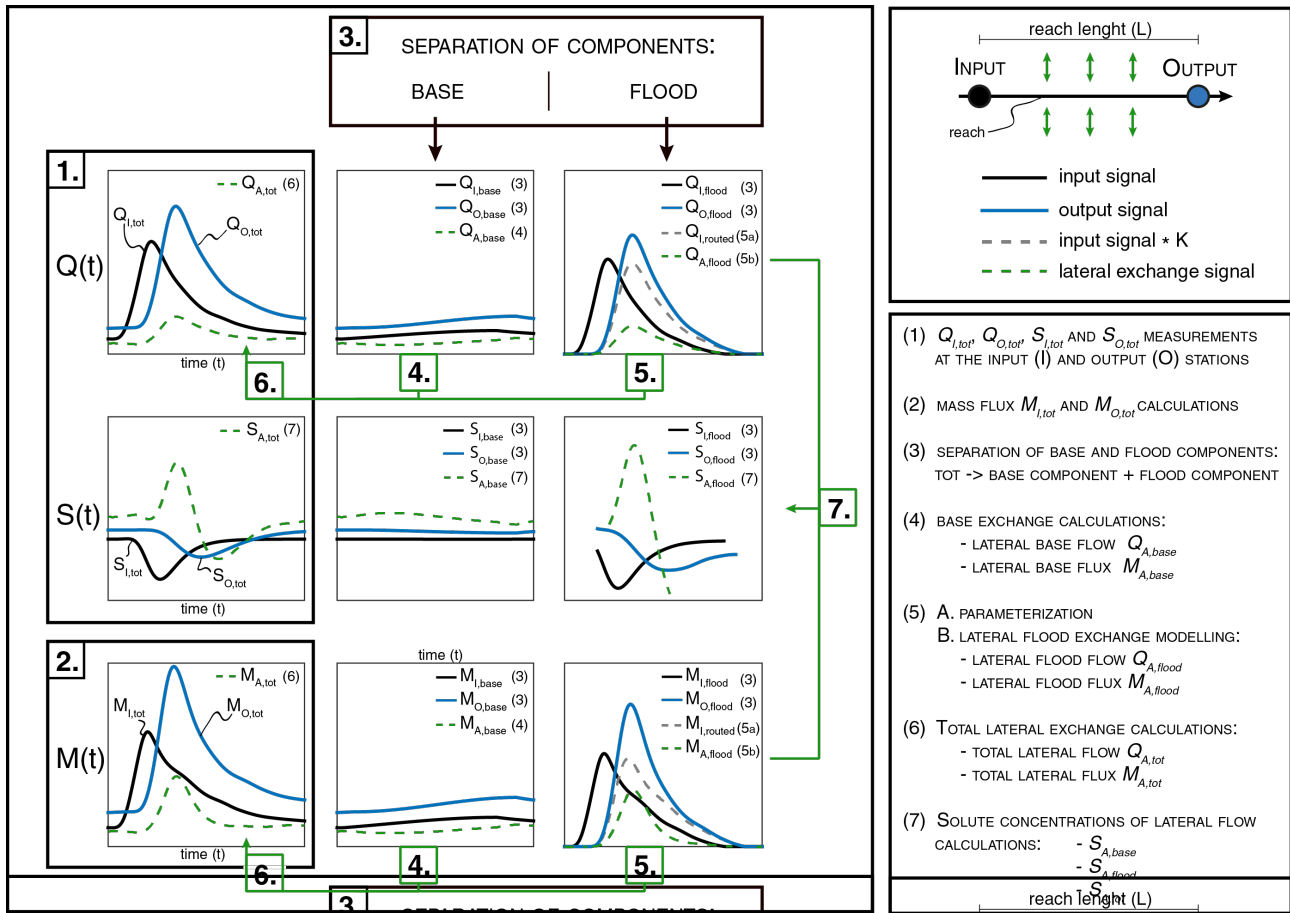 3. SEPARATION OF COMPONENTS:
BASE | FLOOD
1.
Q(t)
Q_A,tot (6)
Q_I,tot
Q_O,tot
time (t)
Q_I,base (3)
Q_O,base (3)
Q_A,base (4)
Q_I,flood (3)
Q_O,flood (3)
Q_I,routed (5a)
Q_A,flood (5b)
6.
4.
5.
S(t)
S_A,tot (7)
S_I,tot
S_O,tot
time (t)
S_I,base (3)
S_O,base (3)
S_A,base (7)
S_I,flood (3)
S_O,flood (3)
S_A,flood (7)
7.
2.
M(t)
M_A,tot (6)
M_I,tot
M_O,tot
time (t)
time (t)
M_I,base (3)
M_O,base (3)
M_A,base (4)
M_I,flood (3)
M_O,flood (3)
M_I,routed (5a)
M_A,flood (5b)
6.
4.
5.
3.
SEPARATION OF COMPONENTS:
reach lenght (L)
INPUT
OUTPUT
reach
input signal
output signal
input signal * K
lateral exchange signal
(1) Q_I,tot, Q_O,tot, S_I,tot AND S_O,tot MEASUREMENTS
AT THE INPUT (I) AND OUTPUT (O) STATIONS
(2) MASS FLUX M_I,tot AND M_O,tot CALCULATIONS
(3) SEPARATION OF BASE AND FLOOD COMPONENTS:
TOT -> BASE COMPONENT + FLOOD COMPONENT
(4) BASE EXCHANGE CALCULATIONS:
- LATERAL BASE FLOW Q_A,base
- LATERAL BASE FLUX M_A,base
(5) A. PARAMETERIZATION
B. LATERAL FLOOD EXCHANGE MODELLING:
- LATERAL FLOOD FLOW Q_A,flood
- LATERAL FLOOD FLUX M_A,flood
(6) TOTAL LATERAL EXCHANGE CALCULATIONS:
- TOTAL LATERAL FLOW Q_A,tot
- TOTAL LATERAL FLUX M_A,tot
(7) SOLUTE CONCENTRATIONS OF LATERAL FLOW
CALCULATIONS: - S_A,base
- S_A,flood
- S_A,tot
reach lenght (L)